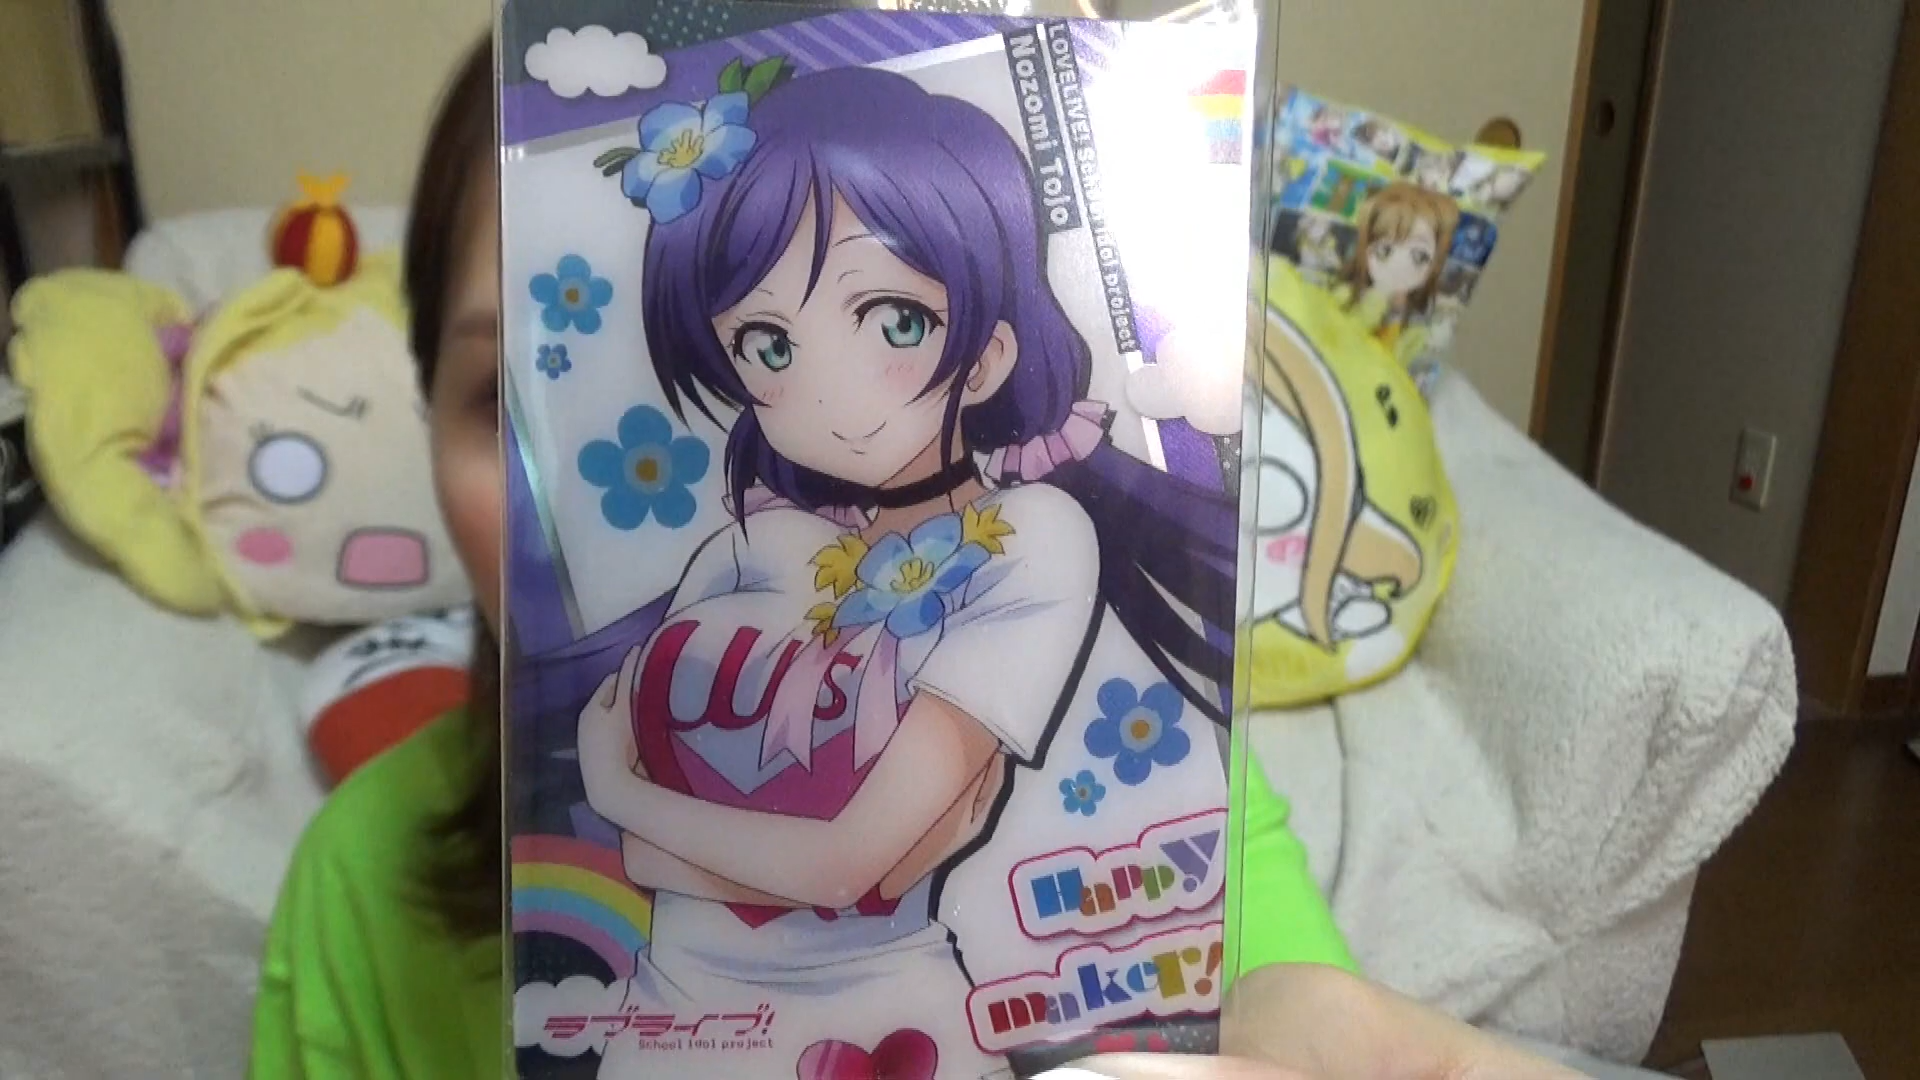 LOVELIVE! School idol project
Nozomi Tojo
μ's
Happy
maker!
ラブライブ!
School idol project